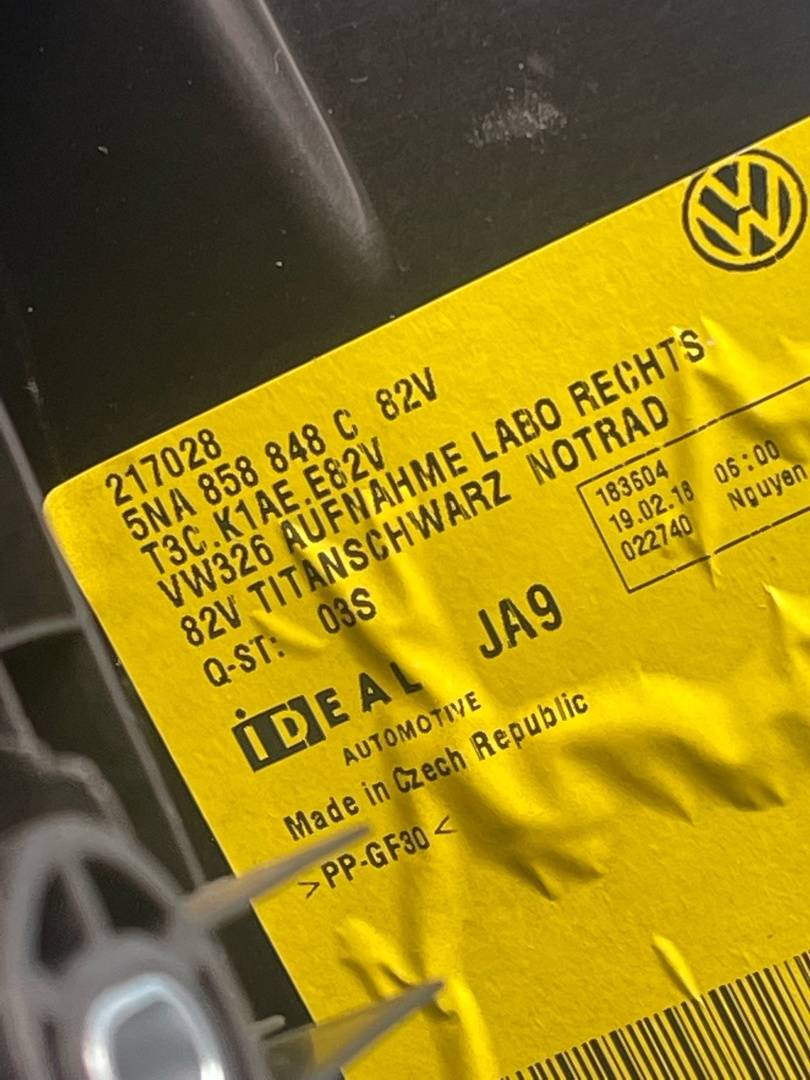 217028
5NA 858 848 C 82V
T3C.K1AE.E82V
VW326 AUFNAHME LABO RECHTS
82V TITANSCHWARZ NOTRAD
Q-ST: 03S
JA9
183604 06:00
19.02.18 Nguyen
022740
iDEAL
AUTOMOTIVE
Made in Czech Republic
>PP-GF30<